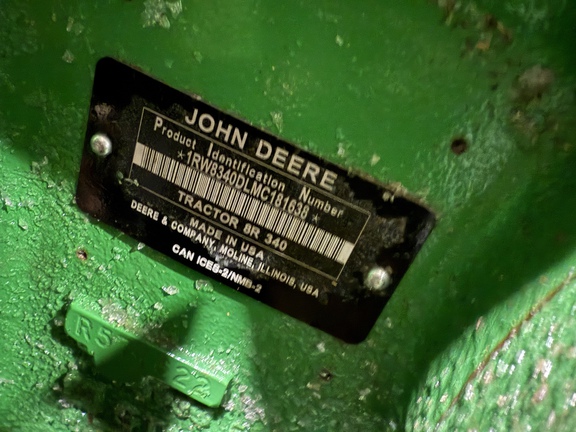 JOHN DEERE
Product Identification Number
*1RW8340DLMC181638*
TRACTOR 8R 340
MADE IN USA
DEERE & COMPANY, MOLINE, ILLINOIS, USA
CAN ICES-2/NMB-2